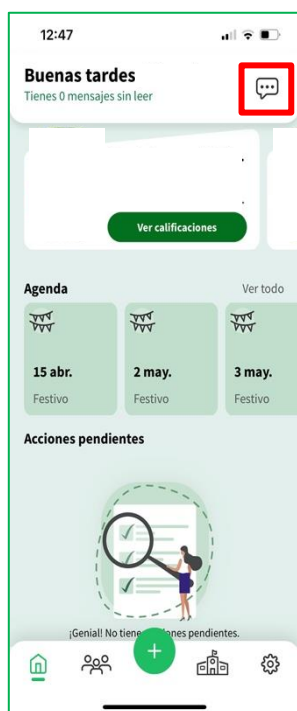 12:47
Buenas tardes
Tienes 0 mensajes sin leer
Ver calificaciones
Agenda
Ver todo
15 abr.
2 may.
3 may.
Festivo
Festivo
Festivo
Acciones pendientes
¡Genial! No tiene nes pendientes.